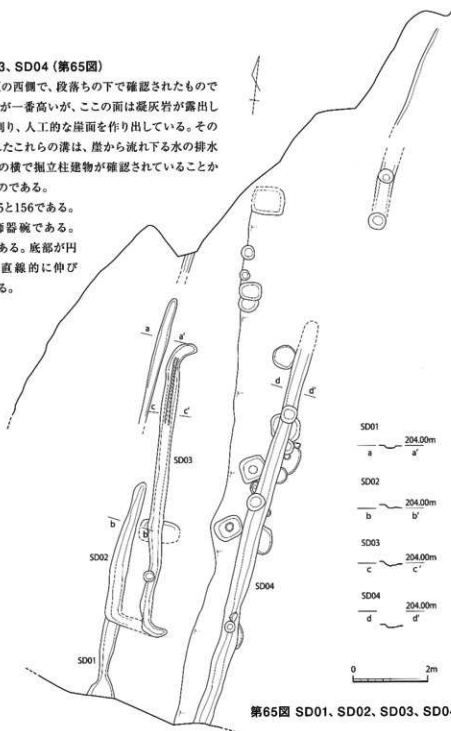 3、SD04（第65図）
の西側で、段落ちの下で確認されたもので
が一番高いが、ここの面は凝灰岩が露出し
削り、人工的な崖面を作り出している。その
れたこれらの溝は、崖から流れ下る水の排水
の横で掘立柱建物が確認されていることか
のである。
5と156である。
師器碗である。
ある。底部が円
直線的に伸び
る。
a
a'
c
c'
SD03
b
b'
SD02
SD01
d
d'
SD04
SD01
204.00m
a
a'
SD02
204.00m
b
b'
SD03
204.00m
c
c'
SD04
204.00m
d
d'
0
2m
第65図 SD01、SD02、SD03、SD04